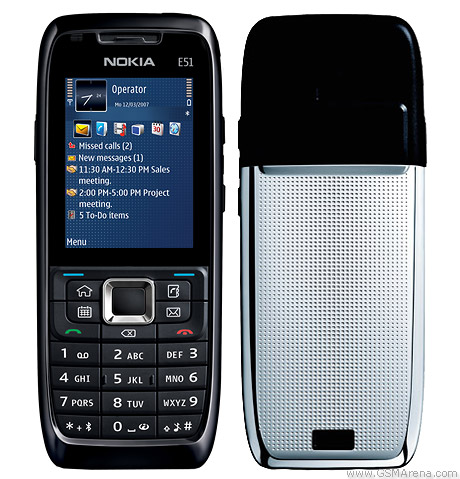 NOKIA E51
Operator
Mo 12/03/2007
Missed calls (2)
New messages (1)
11:30 AM-12:30 PM Sales
meeting.
2:00 PM-5:00 PM Project
meeting.
5 To-Do items
Menu
1 2 ABC DEF 3
4 GHI 5 JKL MNO 6
7 PQRS 8 TUV WXYZ 9
* + 0 #
www.GSMArena.com